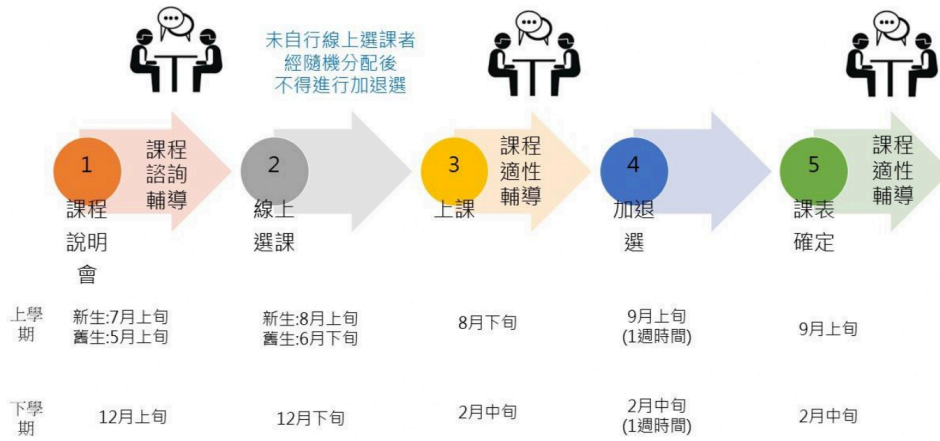 未自行線上選課者
經隨機分配後
不得進行加退選
1
課程
諮詢
輔導
2
3
課程
適性
輔導
4
5
課程
適性
輔導
課程
說明
會
線上
選課
上課
加退
選
課表
確定
上學
期
新生:7月上旬
舊生:5月上旬
新生:8月上旬
舊生:6月下旬
8月下旬
9月上旬
(1週時間)
9月上旬
下學
期
12月上旬
12月下旬
2月中旬
2月中旬
(1週時間)
2月中旬